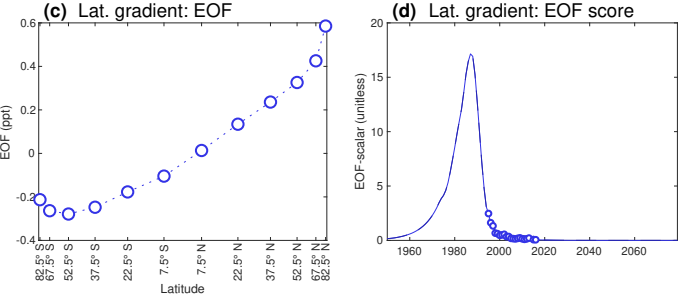 (c) Lat. gradient: EOF
0.6
0.4
0.2
0
-0.2
-0.4
EOF (ppt)
82.5° S
67.5° S
52.5° S
37.5° S
22.5° S
7.5° S
7.5° N
22.5° N
37.5° N
52.5° N
67.5° N
82.5° N
Latitude
(d) Lat. gradient: EOF score
20
15
10
5
0
EOF-scalar (unitless)
1960 1980 2000 2020 2040 2060